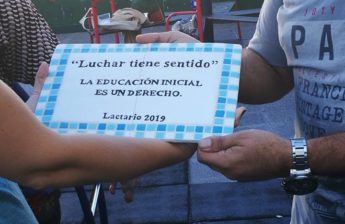 “Luchar tiene sentido”
LA EDUCACIÓN INICIAL
ES UN DERECHO.
Lactario 2019